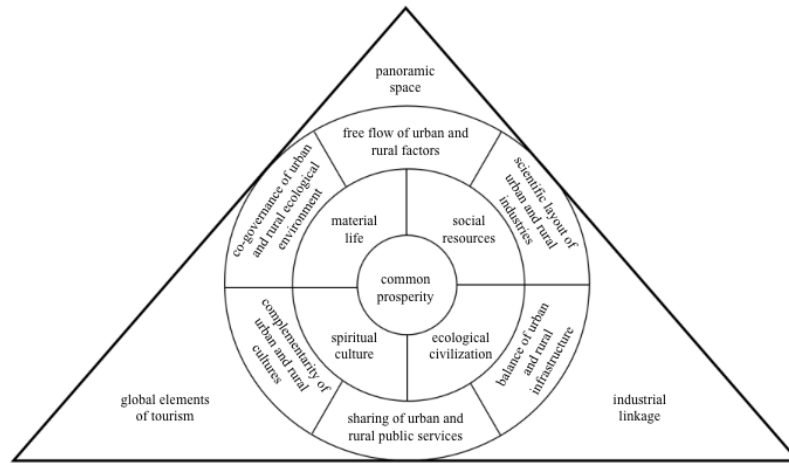 panoramic
space
free flow of urban and
rural factors
co-governance of urban
and rural ecological
environment
scientific layout of
urban and rural
industries
material
life
social
resources
common
prosperity
spiritual
culture
ecological
civilization
complementarity of
urban and rural
cultures
balance of urban
and rural
infrastructure
sharing of urban and
rural public services
global elements
of tourism
industrial
linkage